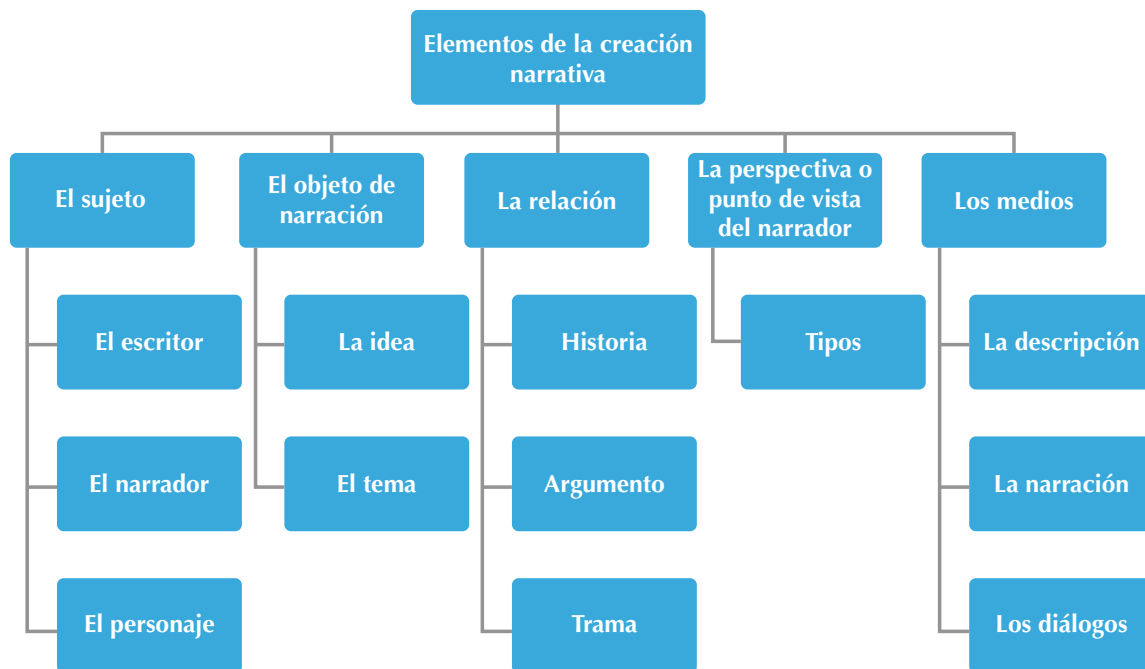 Elementos de la creación
narrativa
El sujeto
El objeto de
narración
La relación
La perspectiva o
punto de vista
del narrador
Los medios
El escritor
La idea
Historia
Tipos
La descripción
El narrador
El tema
Argumento
La narración
El personaje
Trama
Los diálogos